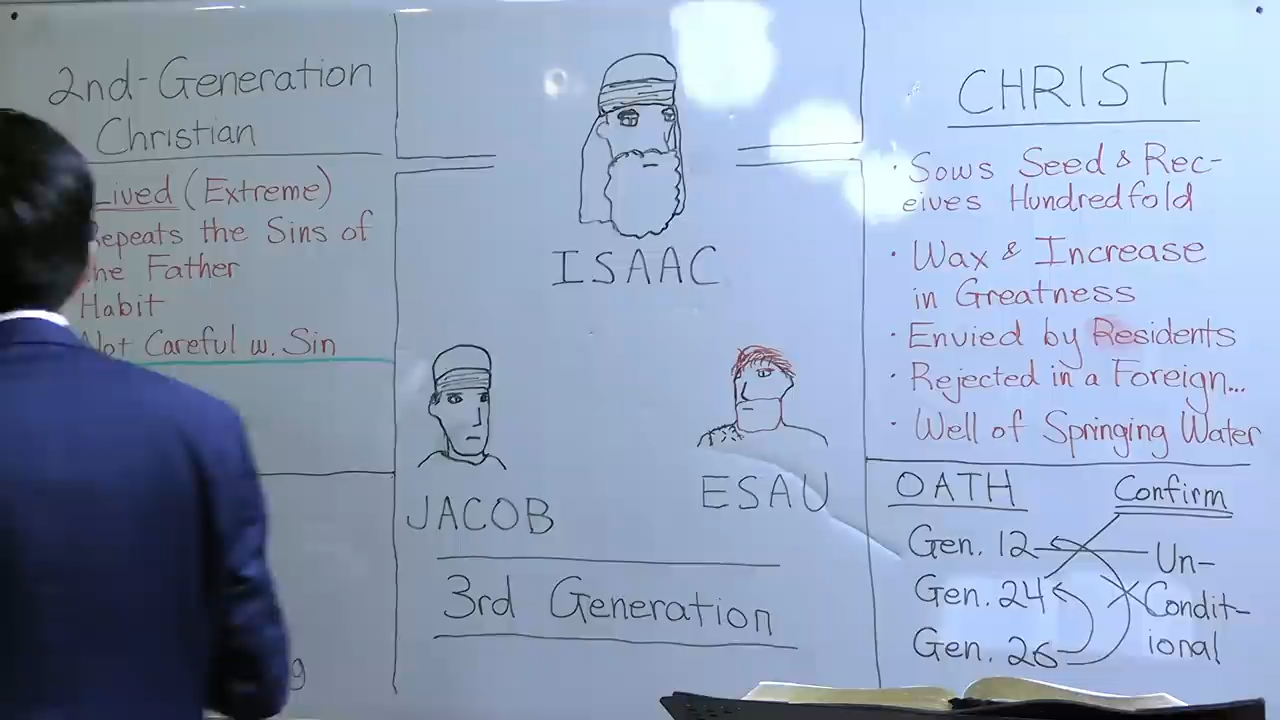 2nd-Generation
Christian
Lived (Extreme)
Repeats the Sins of
the Father
Habit
Not Careful w. Sin
ISAAC
JACOB
ESAU
3rd Generation
CHRIST
· Sows Seed & Rec-
eives Hundredfold
· Wax & Increase
in Greatness
· Envied by Residents
· Rejected in a Foreign...
· Well of Springing Water
OATH
Confirm
Gen. 12
Gen. 24
Gen. 26
Un-
Condit-
ional